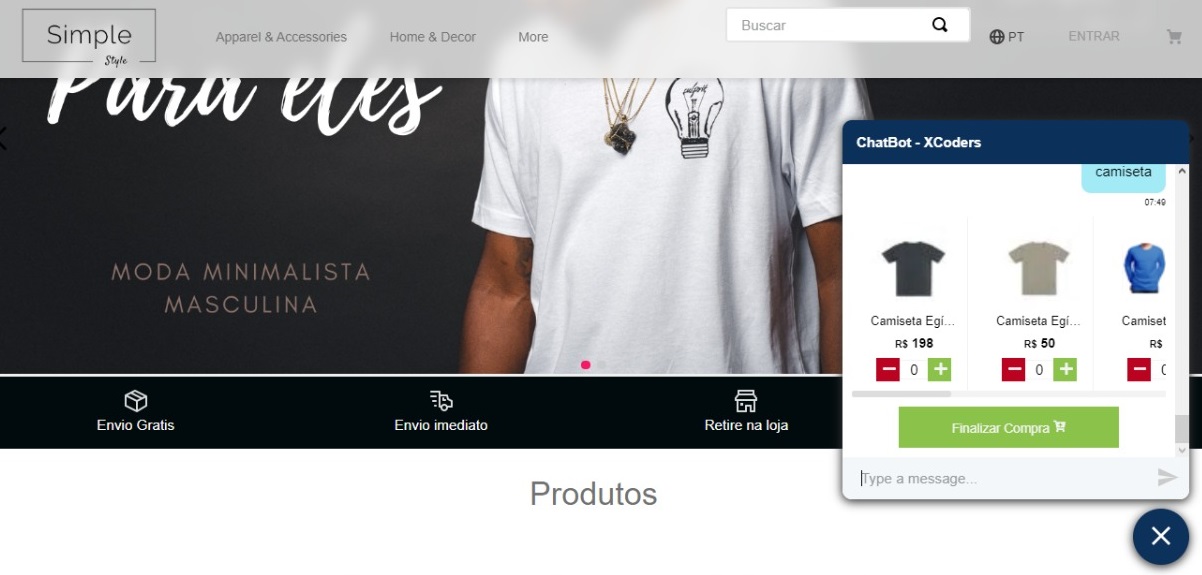 Simple
Style
Apparel & Accessories
Home & Decor
More
Buscar
PT
ENTRAR
Para eles
MODA MINIMALISTA
MASCULINA
Envio Gratis
Envio imediato
Retire na loja
Produtos
ChatBot - XCoders
camiseta
07:49
Camiseta Egí...
Camiseta Egí...
Camiset
R$ 198
R$ 50
R$
0
0
Finalizar Compra
Type a message...